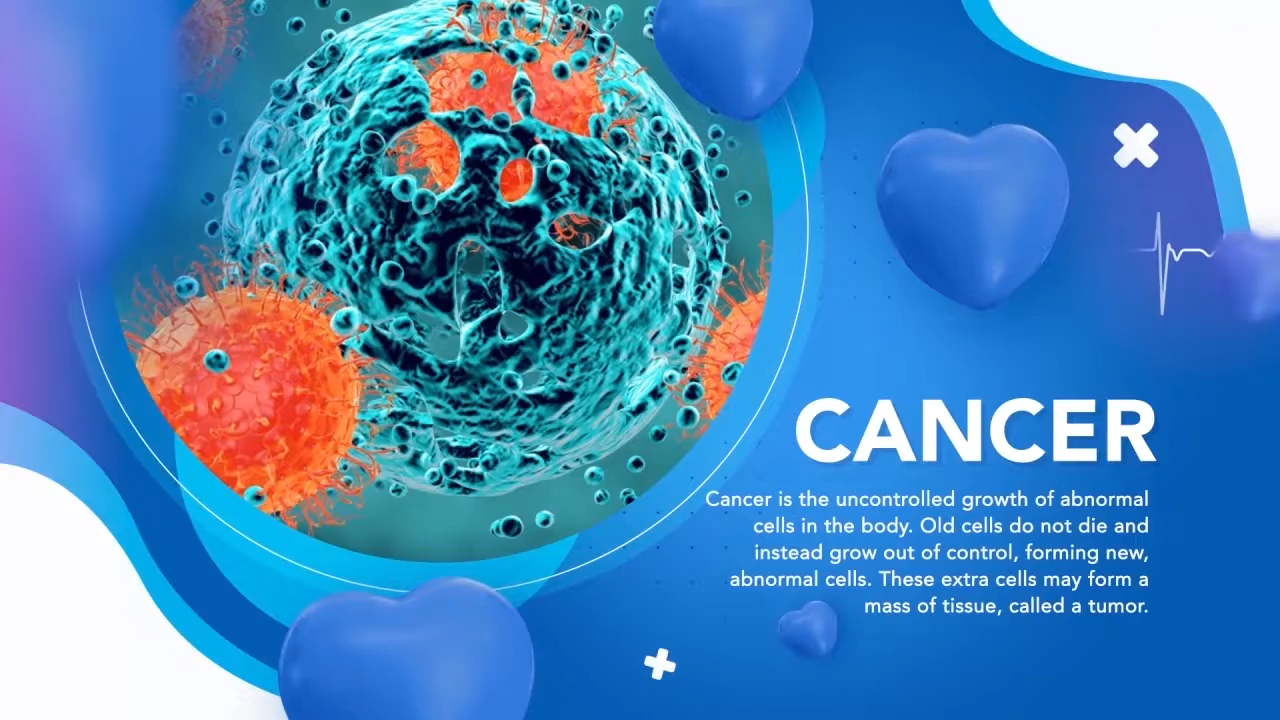 CANCER
Cancer is the uncontrolled growth of abnormal
cells in the body. Old cells do not die and
instead grow out of control, forming new,
abnormal cells. These extra cells may form a
mass of tissue, called a tumor.